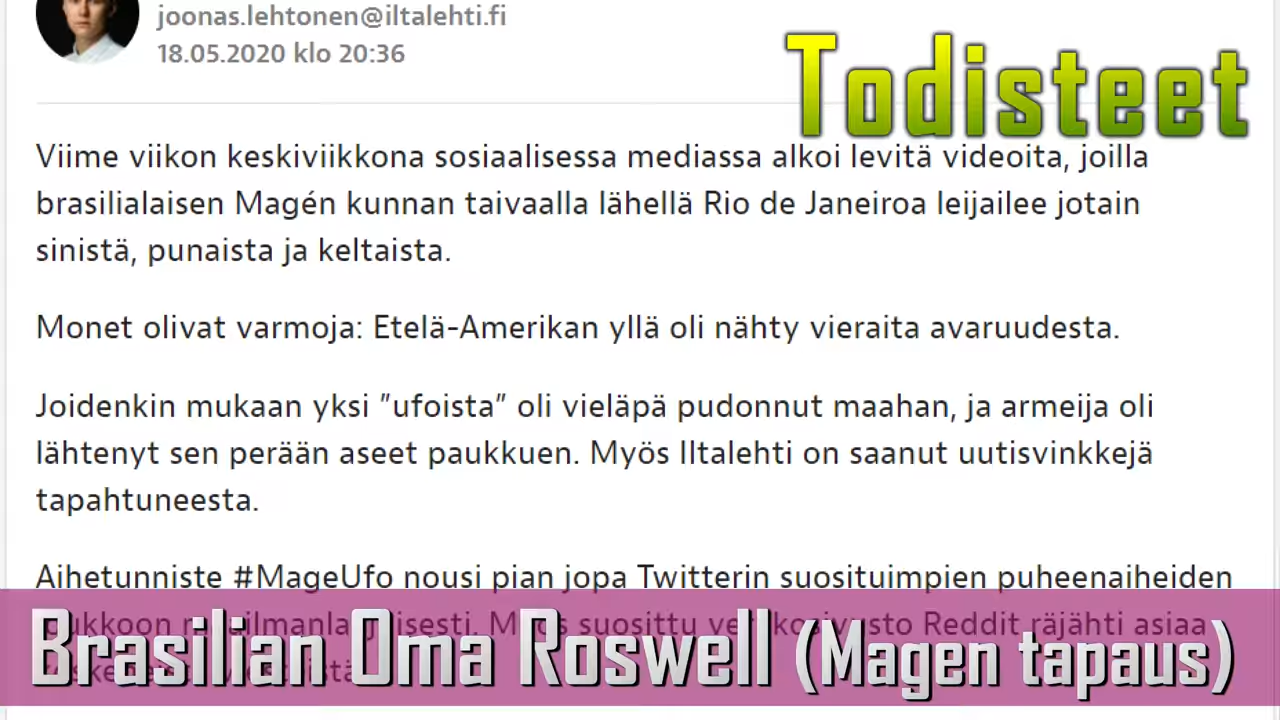 joonas.lehtonen@iltalehti.fi
18.05.2020 klo 20:36
Todisteet
Viime viikon keskiviikkona sosiaalisessa mediassa alkoi levitä videoita, joilla
brasilialaisen Magén kunnan taivaalla lähellä Rio de Janeiroa leijailee jotain
sinistä, punaista ja keltaista.
Monet olivat varmoja: Etelä-Amerikan yllä oli nähty vieraita avaruudesta.
Joidenkin mukaan yksi ”ufoista” oli vieläpä pudonnut maahan, ja armeija oli
lähtenyt sen perään aseet paukkuen. Myös Iltalehti on saanut uutisvinkkejä
tapahtuneesta.
Aihetunniste #MageUfo nousi pian jopa Twitterin suosituimpien puheenaiheiden
suosittu Reddit räjähti asiaa
Brasilian Oma Roswell (Magen tapaus)